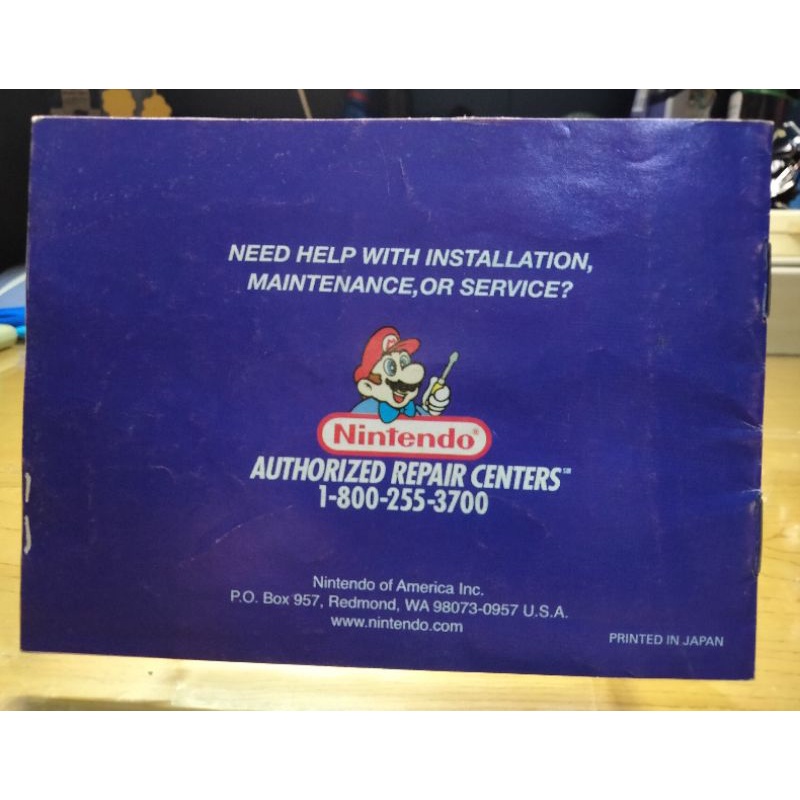 NEED HELP WITH INSTALLATION,
MAINTENANCE,OR SERVICE?
M
Nintendo®
AUTHORIZED REPAIR CENTERS℠
1-800-255-3700
Nintendo of America Inc.
P.O. Box 957, Redmond, WA 98073-0957 U.S.A.
www.nintendo.com
PRINTED IN JAPAN